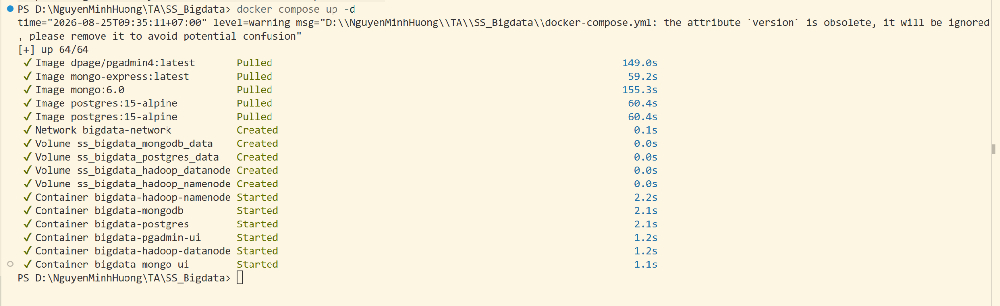 PS D:\NguyenMinhHuong\TA\SS_Bigdata> docker compose up -d
time="2026-08-25T09:35:11+07:00" level=warning msg="D:\\NguyenMinhHuong\\TA\\SS_Bigdata\\docker-compose.yml: the attribute `version` is obsolete, it will be ignored
, please remove it to avoid potential confusion"
[+] up 64/64
✔ Image dpage/pgadmin4:latest Pulled 149.0s
✔ Image mongo-express:latest Pulled 59.2s
✔ Image mongo:6.0 Pulled 155.3s
✔ Image postgres:15-alpine Pulled 60.4s
✔ Image postgres:15-alpine Pulled 60.4s
✔ Network bigdata-network Created 0.1s
✔ Volume ss_bigdata_mongodb_data Created 0.0s
✔ Volume ss_bigdata_postgres_data Created 0.0s
✔ Volume ss_bigdata_hadoop_datanode Created 0.0s
✔ Volume ss_bigdata_hadoop_namenode Created 0.0s
✔ Container bigdata-hadoop-namenode Started 2.2s
✔ Container bigdata-mongodb Started 2.1s
✔ Container bigdata-postgres Started 2.1s
✔ Container bigdata-pgadmin-ui Started 1.2s
✔ Container bigdata-hadoop-datanode Started 1.2s
✔ Container bigdata-mongo-ui Started 1.1s
PS D:\NguyenMinhHuong\TA\SS_Bigdata>